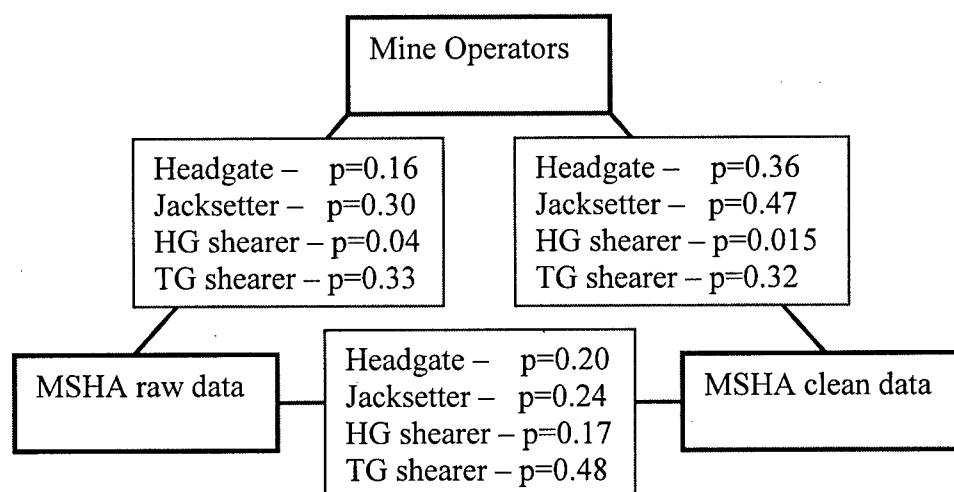 Mine Operators
Headgate – p=0.16
Jacksetter – p=0.30
HG shearer – p=0.04
TG shearer – p=0.33
Headgate – p=0.36
Jacksetter – p=0.47
HG shearer – p=0.015
TG shearer – p=0.32
MSHA raw data
Headgate – p=0.20
Jacksetter – p=0.24
HG shearer – p=0.17
TG shearer – p=0.48
MSHA clean data